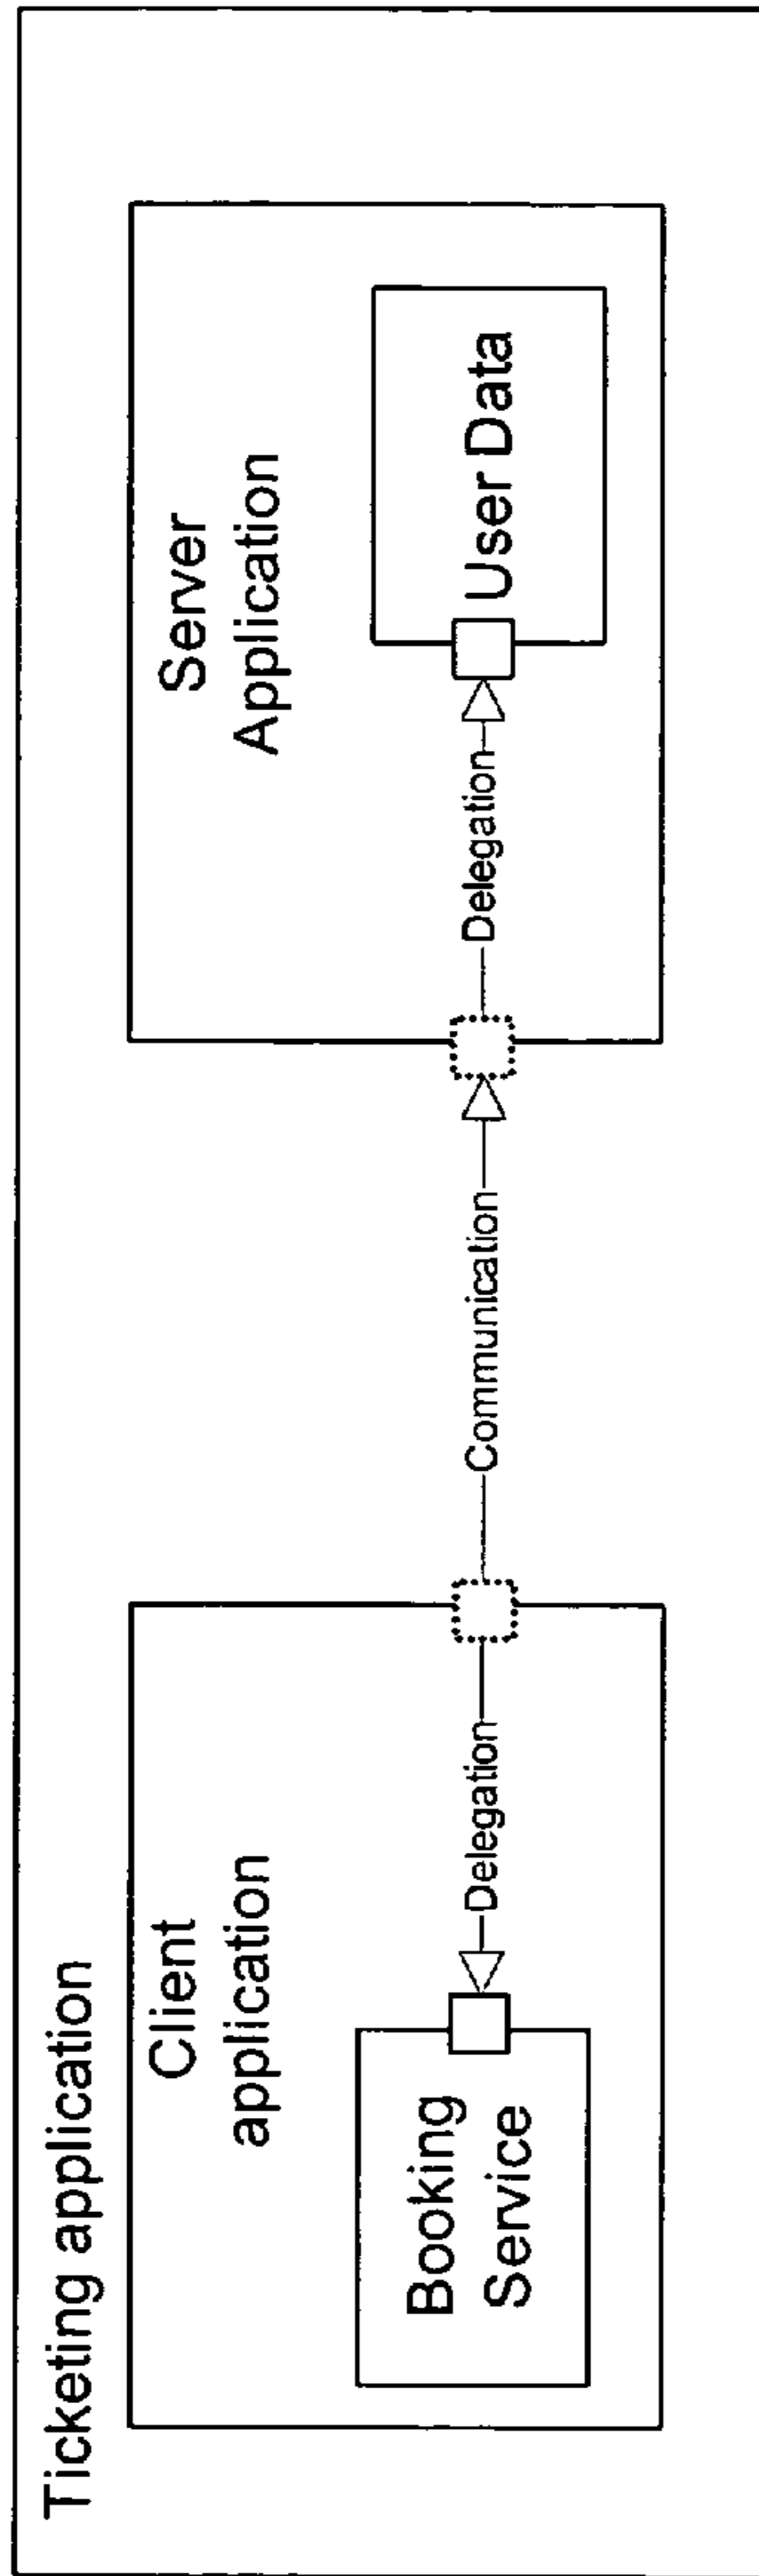 Ticketing application
Client
application
Booking
Service
Delegation
Communication
Server
Application
Delegation
User Data